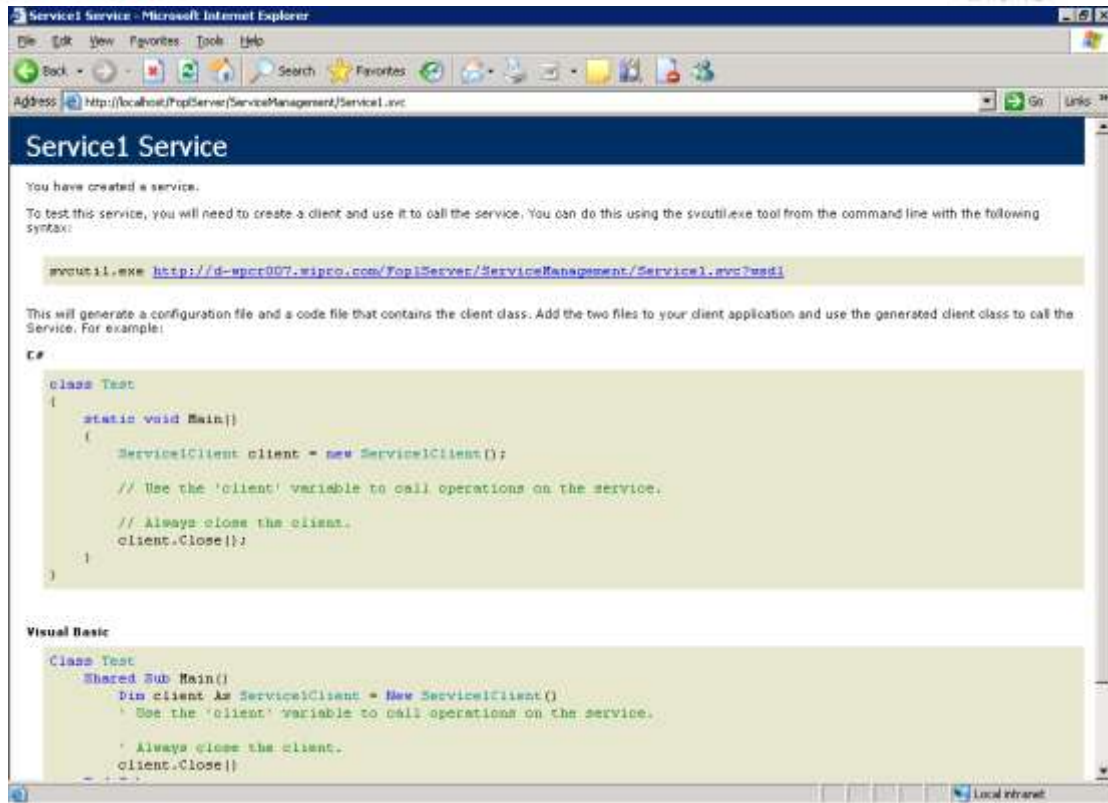 Service1 Service - Microsoft Internet Explorer
File Edit View Favorites Tools Help
Back Search Favorites
Address http://localhost/PoplServer/ServiceManagement/Service1.svc Go Links »
Service1 Service
You have created a service.
To test this service, you will need to create a client and use it to call the service. You can do this using the svcutil.exe tool from the command line with the following
syntax:
svcutil.exe http://d-wpcr007.wipro.com/PoplServer/ServiceManagement/Service1.svc?wsdl
This will generate a configuration file and a code file that contains the client class. Add the two files to your client application and use the generated client class to call the
Service. For example:
C#
class Test
{
static void Main()
{
Service1Client client = new Service1Client();
// Use the 'client' variable to call operations on the service.
// Always close the client.
client.Close();
}
}
Visual Basic
Class Test
Shared Sub Main()
Dim client As Service1Client = New Service1Client()
' Use the 'client' variable to call operations on the service.
' Always close the client.
client.Close()
Local intranet